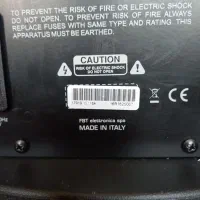 TO PREVENT THE RISK OF FIRE OR ELECTRIC SHOCK
DO NOT OPEN.
TO PREVENT FROM RISK OF FIRE ALWAYS
REPLACE FUSES WITH SAME TYPE AND RATING. THIS
APPARATUS MUST BE EARTHED.
CAUTION
RISK OF ELECTRIC SHOCK
DO NOT OPEN
FBT elettronica spa
MADE IN ITALY
CE